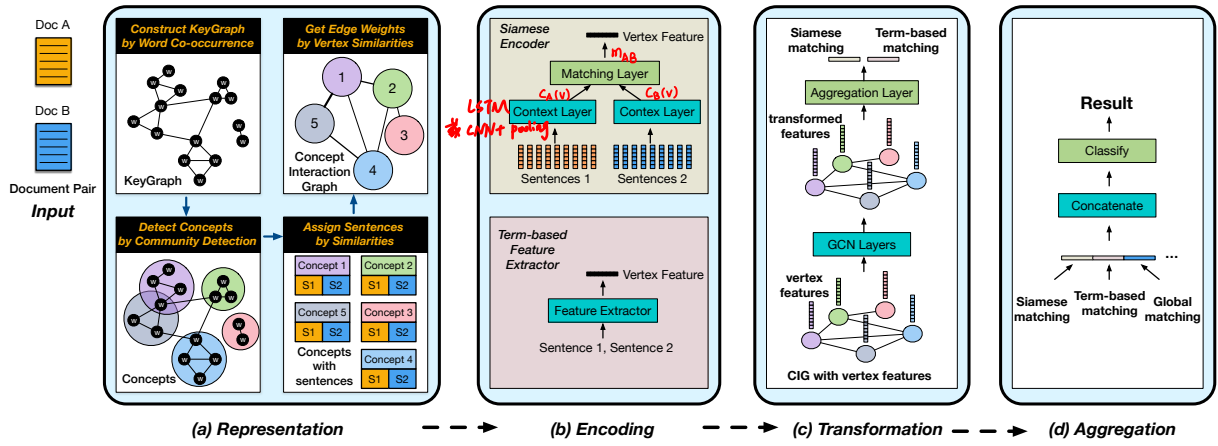 Doc A
Doc B
Document Pair
Input
Construct KeyGraph
by Word Co-occurrence
W W W W W W W W W W W W W W W W
KeyGraph
Get Edge Weights
by Vertex Similarities
1
2
5
3
4
Concept
Interaction
Graph
Detect Concepts
by Community Detection
W W W W W W W W W W W W W W W W
Concepts
Assign Sentences
by Similarities
Concept 1
Concept 2
S1 S2
S1 S2
Concept 5
Concept 3
S1 S2
S1 S2
Concepts
with
sentences
Concept 4
S1 S2
(a) Representation
Siamese
Encoder
Vertex Feature
m_AB
Matching Layer
C_A(V)
C_B(V)
LSTM
Context Layer
Contex Layer
或 CNN+ pooling
Sentences 1
Sentences 2
Term-based
Feature
Extractor
Vertex Feature
Feature Extractor
Sentence 1, Sentence 2
(b) Encoding
Siamese
matching
Term-based
matching
Aggregation Layer
transformed
features
GCN Layers
vertex
features
CIG with vertex features
(c) Transformation
Result
Classify
Concatenate
...
Siamese
matching
Term-based
matching
Global
matching
(d) Aggregation